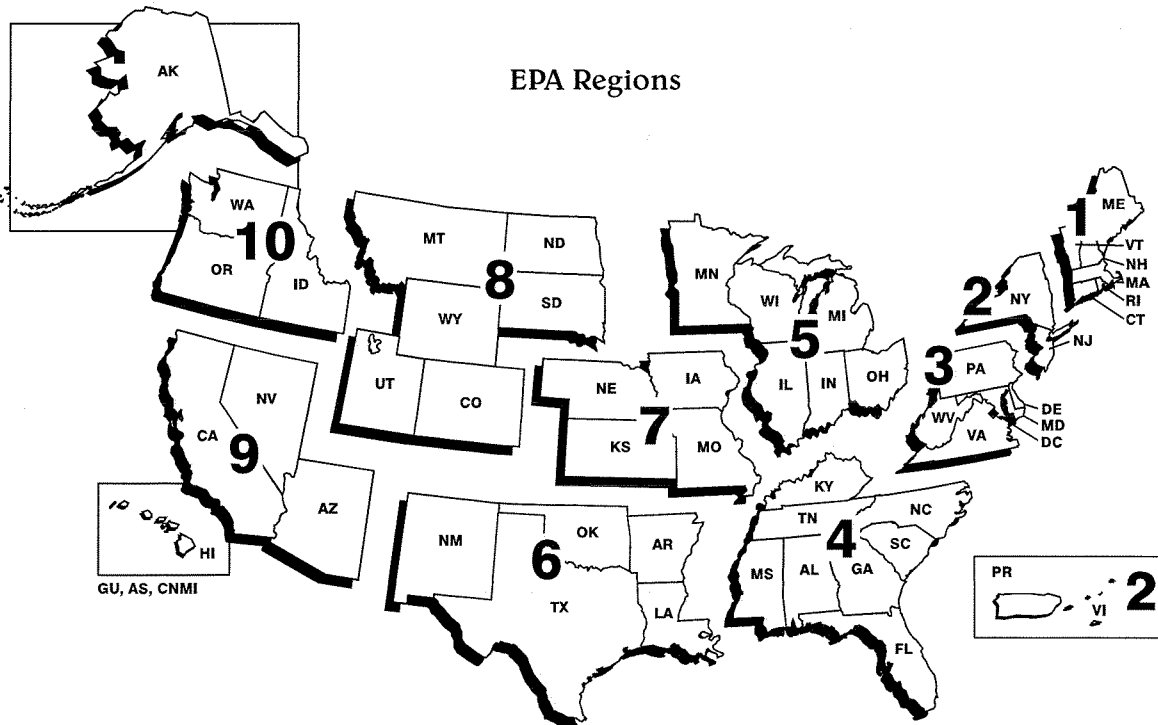 EPA Regions
AK
WA
10
OR
ID
MT
ND
8
WY
SD
UT
CO
MN
WI
MI
5
IL
IN
OH
1
ME
VT
NH
MA
RI
CT
2
NY
NJ
3
PA
WV
VA
DE
MD
DC
NE
IA
7
KS
MO
NV
CA
9
AZ
HI
GU, AS, CNMI
NM
OK
6
AR
TX
LA
KY
TN
NC
4
SC
MS
AL
GA
FL
PR
VI
2